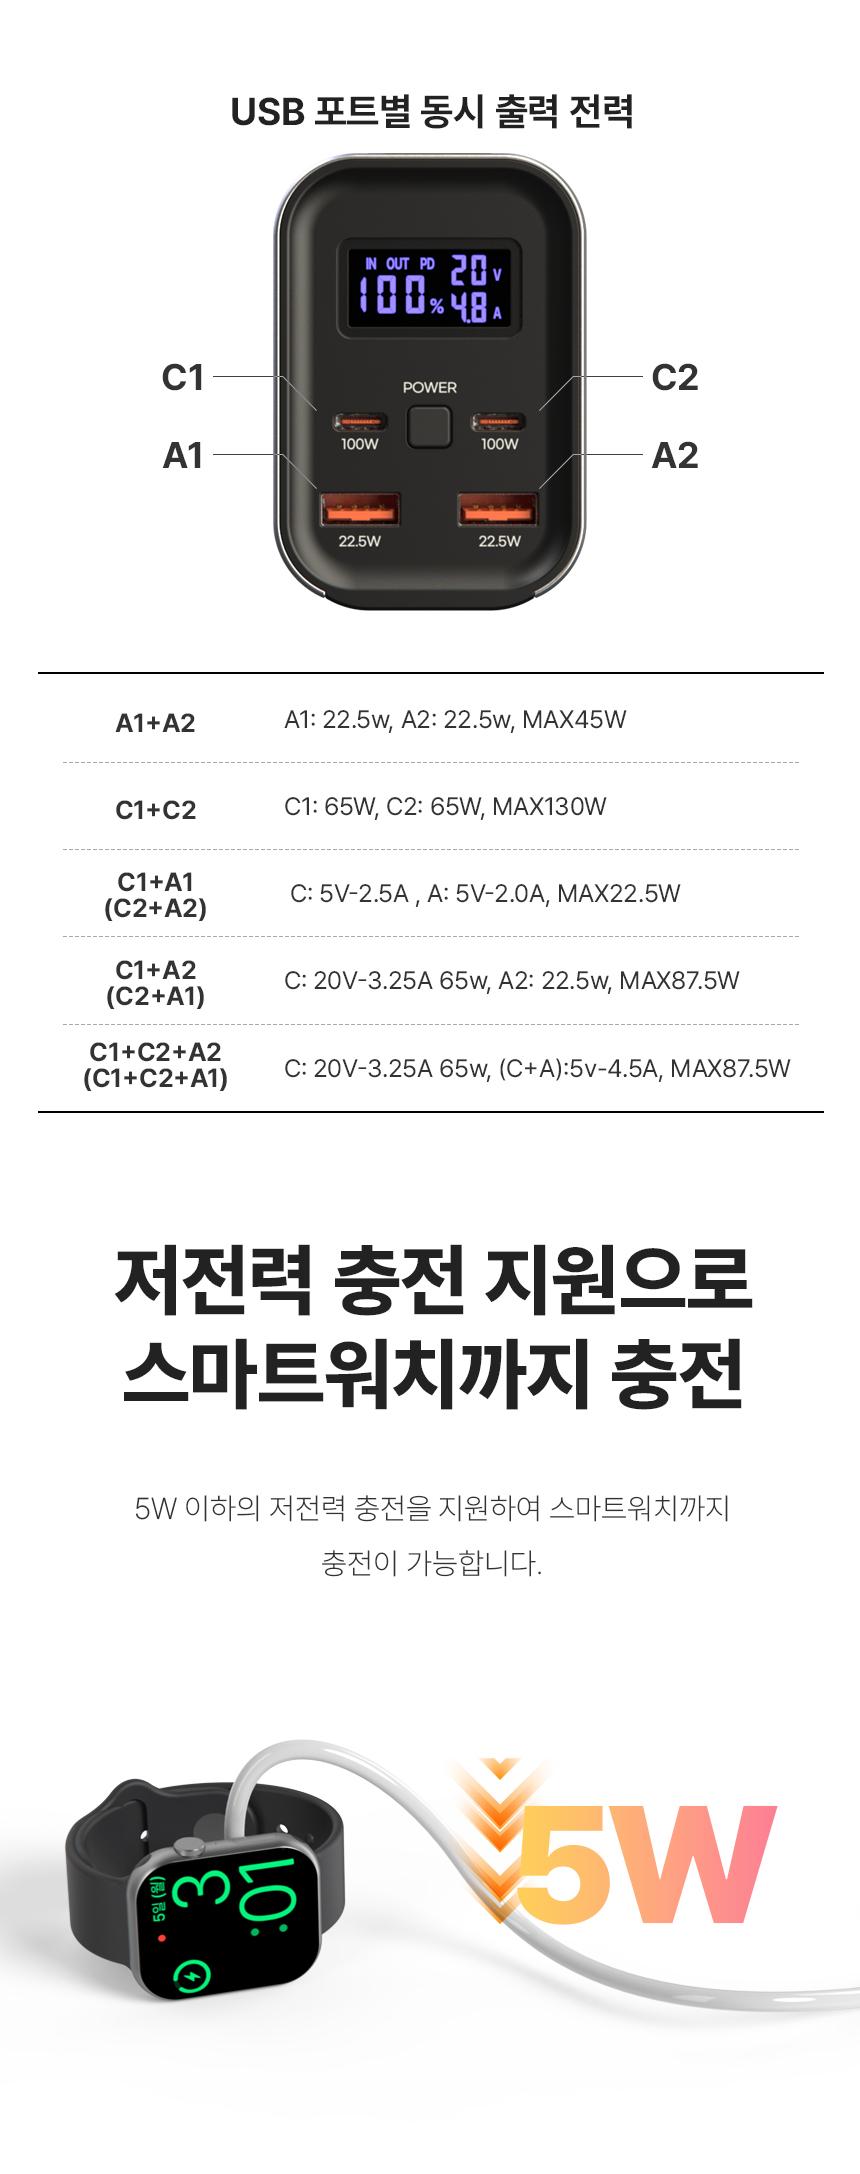 USB 포트별 동시 출력 전력
IN OUT PD 20 V
100 % 4.8 A
C1
C2
POWER
100W
100W
A1
A2
22.5W
22.5W
A1+A2
A1: 22.5w, A2: 22.5w, MAX45W
C1+C2
C1: 65W, C2: 65W, MAX130W
C1+A1
(C2+A2)
C: 5V-2.5A , A: 5V-2.0A, MAX22.5W
C1+A2
(C2+A1)
C: 20V-3.25A 65w, A2: 22.5w, MAX87.5W
C1+C2+A2
(C1+C2+A1)
C: 20V-3.25A 65w, (C+A):5v-4.5A, MAX87.5W
저전력 충전 지원으로
스마트워치까지 충전
5W 이하의 저전력 충전을 지원하여 스마트워치까지
충전이 가능합니다.
5일 (월)
3
:01
5W